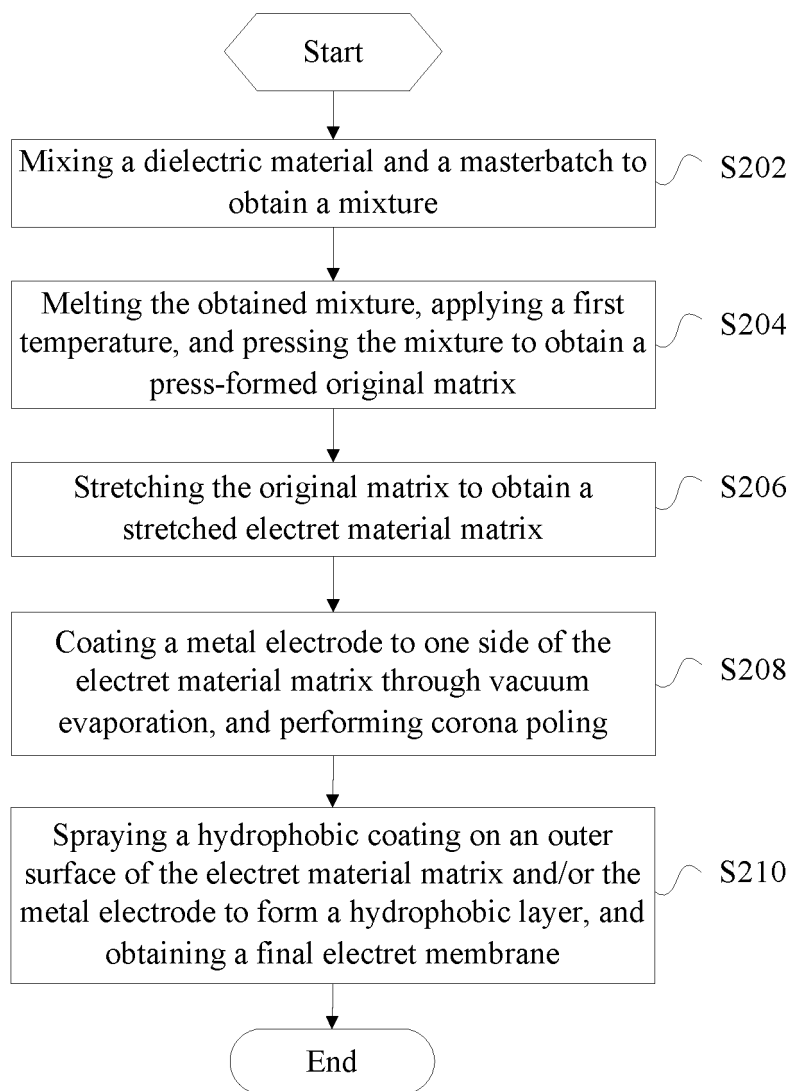 Start
Mixing a dielectric material and a masterbatch to
obtain a mixture
S202
Melting the obtained mixture, applying a first
temperature, and pressing the mixture to obtain a
press-formed original matrix
S204
Stretching the original matrix to obtain a
stretched electret material matrix
S206
Coating a metal electrode to one side of the
electret material matrix through vacuum
evaporation, and performing corona poling
S208
Spraying a hydrophobic coating on an outer
surface of the electret material matrix and/or the
metal electrode to form a hydrophobic layer, and
obtaining a final electret membrane
S210
End